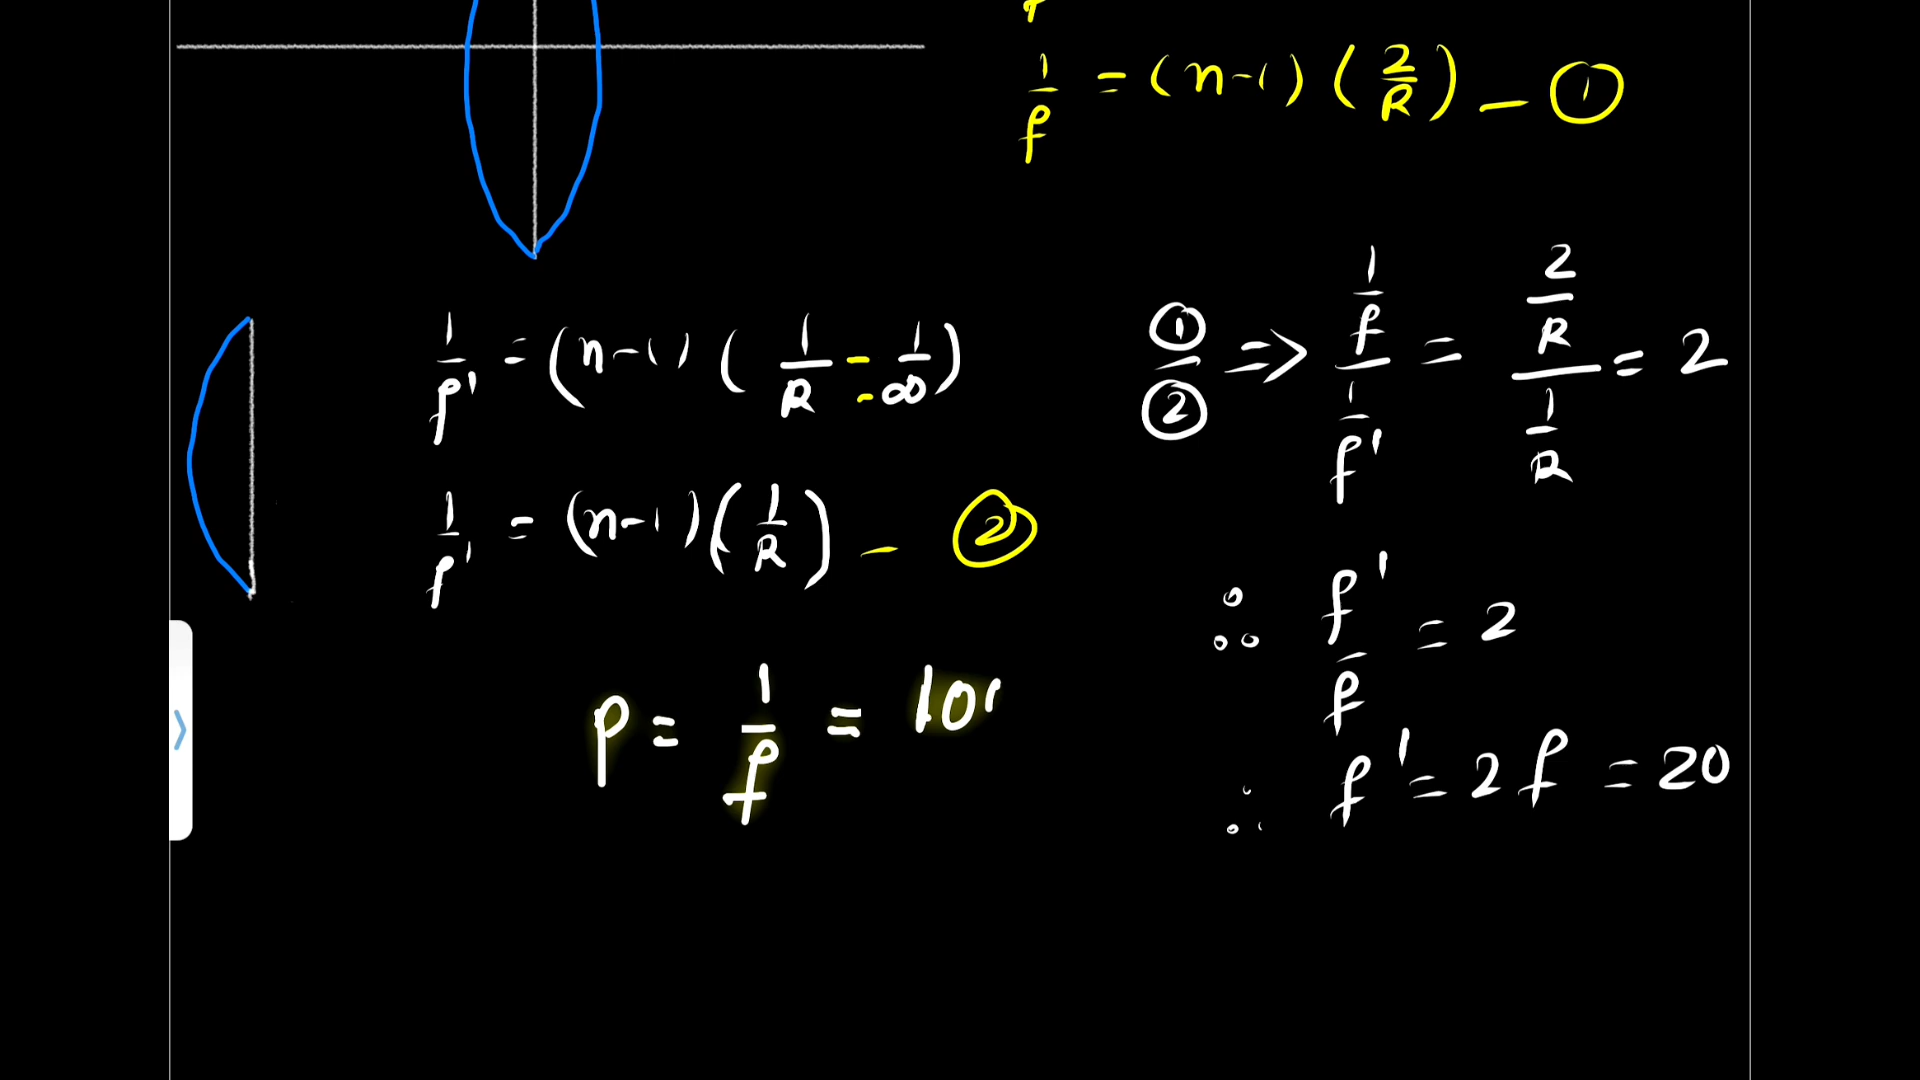 1/f = (n-1) (2/R) - ①
1/f' = (n-1) (1/R - 1/∞)
1/f' = (n-1) (1/R) - ②
P = 1/f = 10
①/② => (1/f)/(1/f') = (2/R)/(1/R) = 2
∴ f'/f = 2
∴ f' = 2f = 20